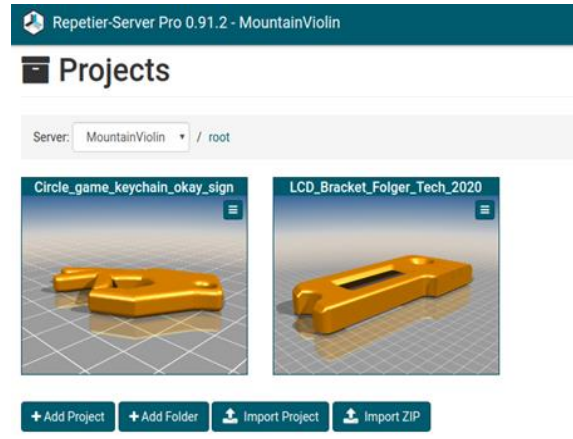 Repetier-Server Pro 0.91.2 - MountainViolin
Projects
Server: MountainViolin / root
Circle_game_keychain_okay_sign LCD_Bracket_Folger_Tech_2020
+ Add Project + Add Folder Import Project Import ZIP